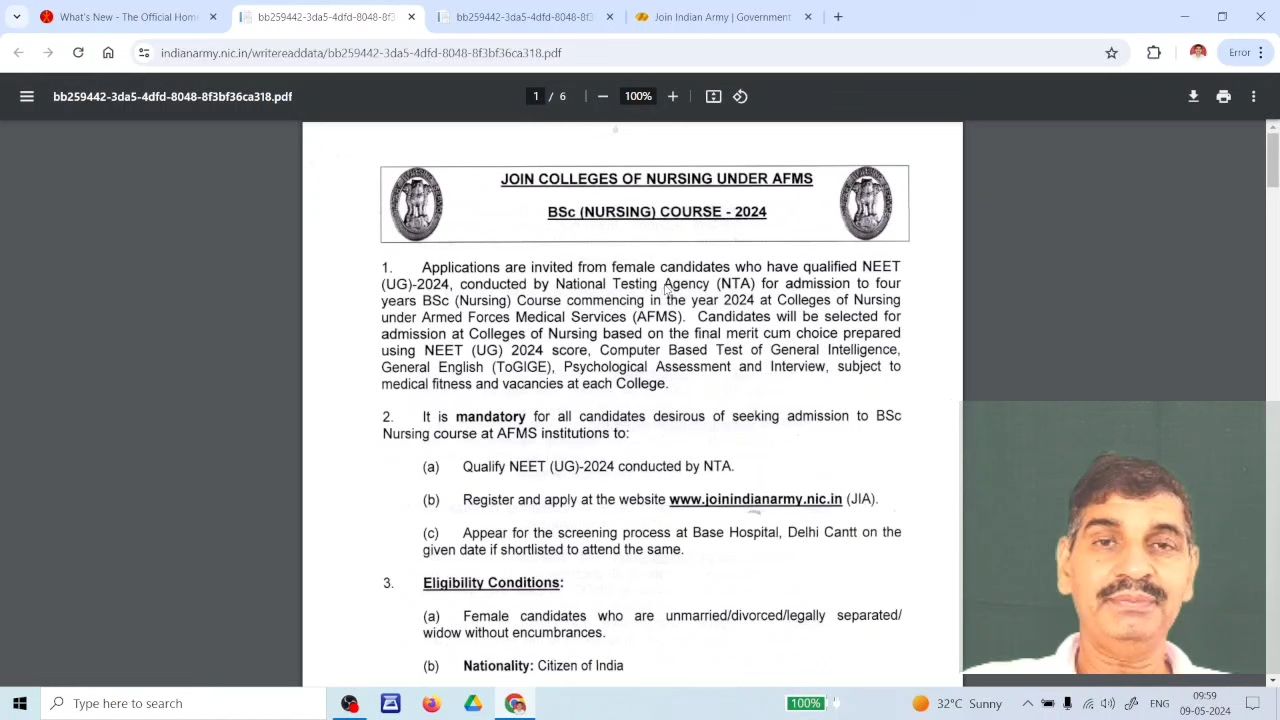 What's New - The Official Home
bb259442-3da5-4dfd-8048-8f3
bb259442-3da5-4dfd-8048-8f3
Join Indian Army | Government
indianarmy.nic.in/writereaddata/bb259442-3da5-4dfd-8048-8f3bf36ca318.pdf
Error
bb259442-3da5-4dfd-8048-8f3bf36ca318.pdf
1 / 6
100%
JOIN COLLEGES OF NURSING UNDER AFMS
BSc (NURSING) COURSE - 2024
1. Applications are invited from female candidates who have qualified NEET
(UG)-2024, conducted by National Testing Agency (NTA) for admission to four
years BSc (Nursing) Course commencing in the year 2024 at Colleges of Nursing
under Armed Forces Medical Services (AFMS). Candidates will be selected for
admission at Colleges of Nursing based on the final merit cum choice prepared
using NEET (UG) 2024 score, Computer Based Test of General Intelligence,
General English (ToGIGE), Psychological Assessment and Interview, subject to
medical fitness and vacancies at each College.
2. It is mandatory for all candidates desirous of seeking admission to BSc
Nursing course at AFMS institutions to:
(a) Qualify NEET (UG)-2024 conducted by NTA.
(b) Register and apply at the website www.joinindianarmy.nic.in (JIA).
(c) Appear for the screening process at Base Hospital, Delhi Cantt on the
given date if shortlisted to attend the same.
3. Eligibility Conditions:
(a) Female candidates who are unmarried/divorced/legally separated/
widow without encumbrances.
(b) Nationality: Citizen of India
Type here to search
100%
32°C Sunny
ENG
09:59
09-05-2024